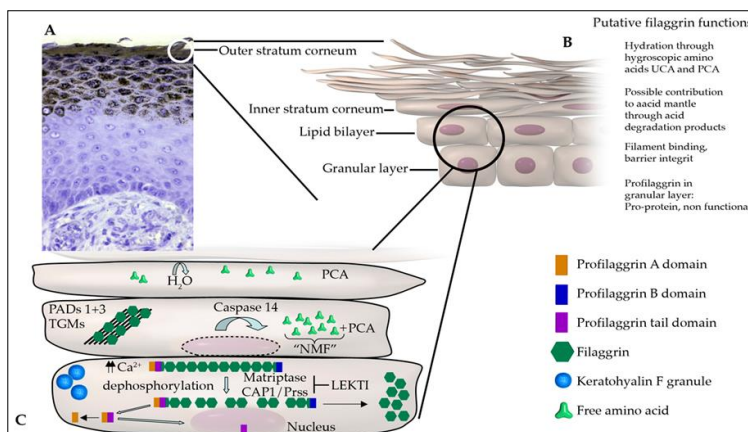 A
Outer stratum corneum
Inner stratum corneum
Lipid bilayer
Granular layer
B
Putative filaggrin functions
Hydration through
hygroscopic amino
acids UCA and PCA
Possible contribution
to aacid mantle
through acid
degradation products
Filament binding,
barrier integrit
Profilaggrin in
granular layer:
Pro-protein, non functiona
H₂O
PCA
PADs 1+3
TGMs
Caspase 14
+PCA
"NMF"
Ca²⁺
dephosphorylation
Matriptase
CAP1/Prss
LEKTI
Nucleus
C
Profilaggrin A domain
Profilaggrin B domain
Profilaggrin tail domain
Filaggrin
Keratohyalin F granule
Free amino acid